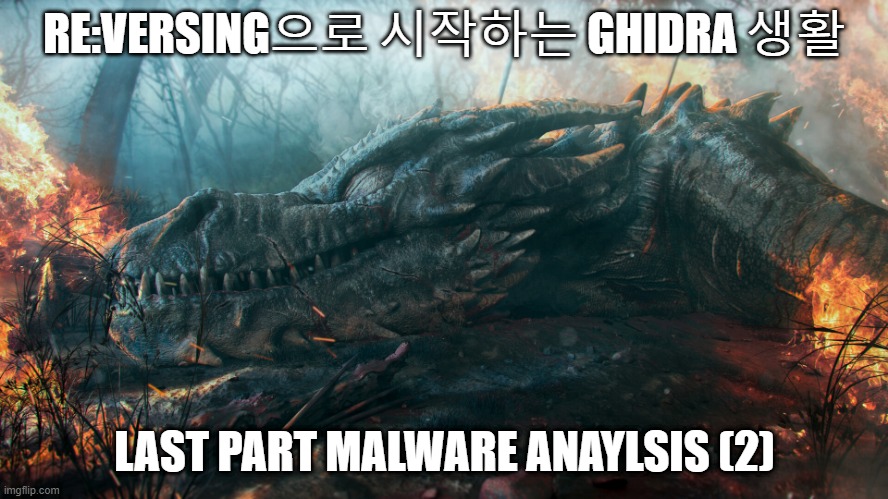 RE:VERSING으로 시작하는 GHIDRA 생활
LAST PART MALWARE ANAYLSIS (2)
imgflip.com